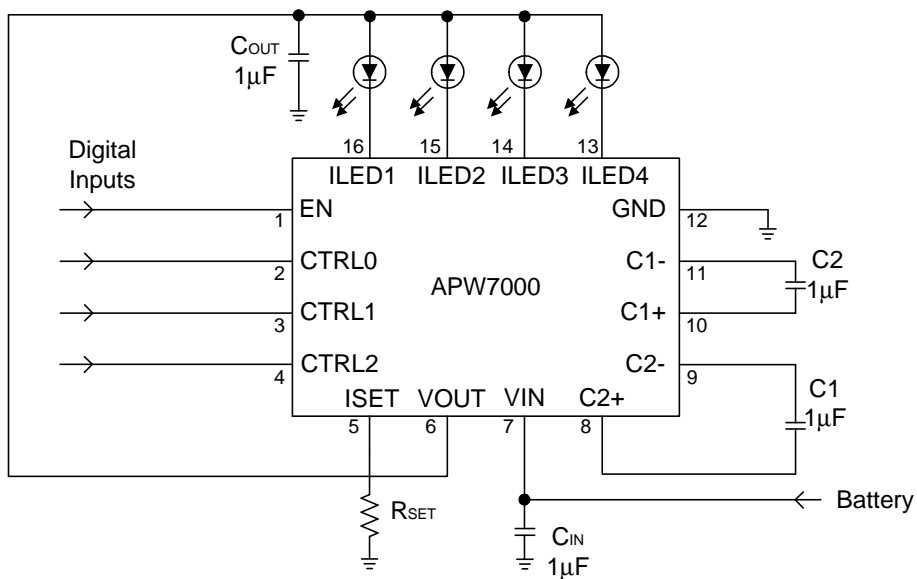 COUT
1µF
Digital
Inputs
16
15
14
13
ILED1
ILED2
ILED3
ILED4
EN
GND
1
12
CTRL0
C1-
2
11
C2
1µF
APW7000
CTRL1
C1+
3
10
CTRL2
C2-
4
9
ISET
VOUT
VIN
C2+
C1
1µF
5
6
7
8
RSET
Battery
CIN
1µF